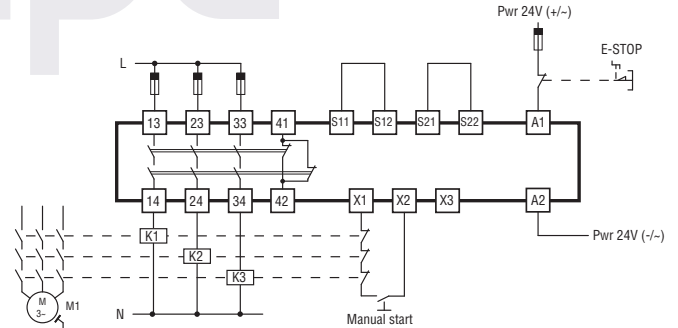 Pwr 24V (+/~)
E-STOP
L
13 23 33 41 S11 S12 S21 S22 A1
14 24 34 42 X1 X2 X3 A2
K1
Pwr 24V (-/~)
K2
K3
M
3~
M1
N
Manual start